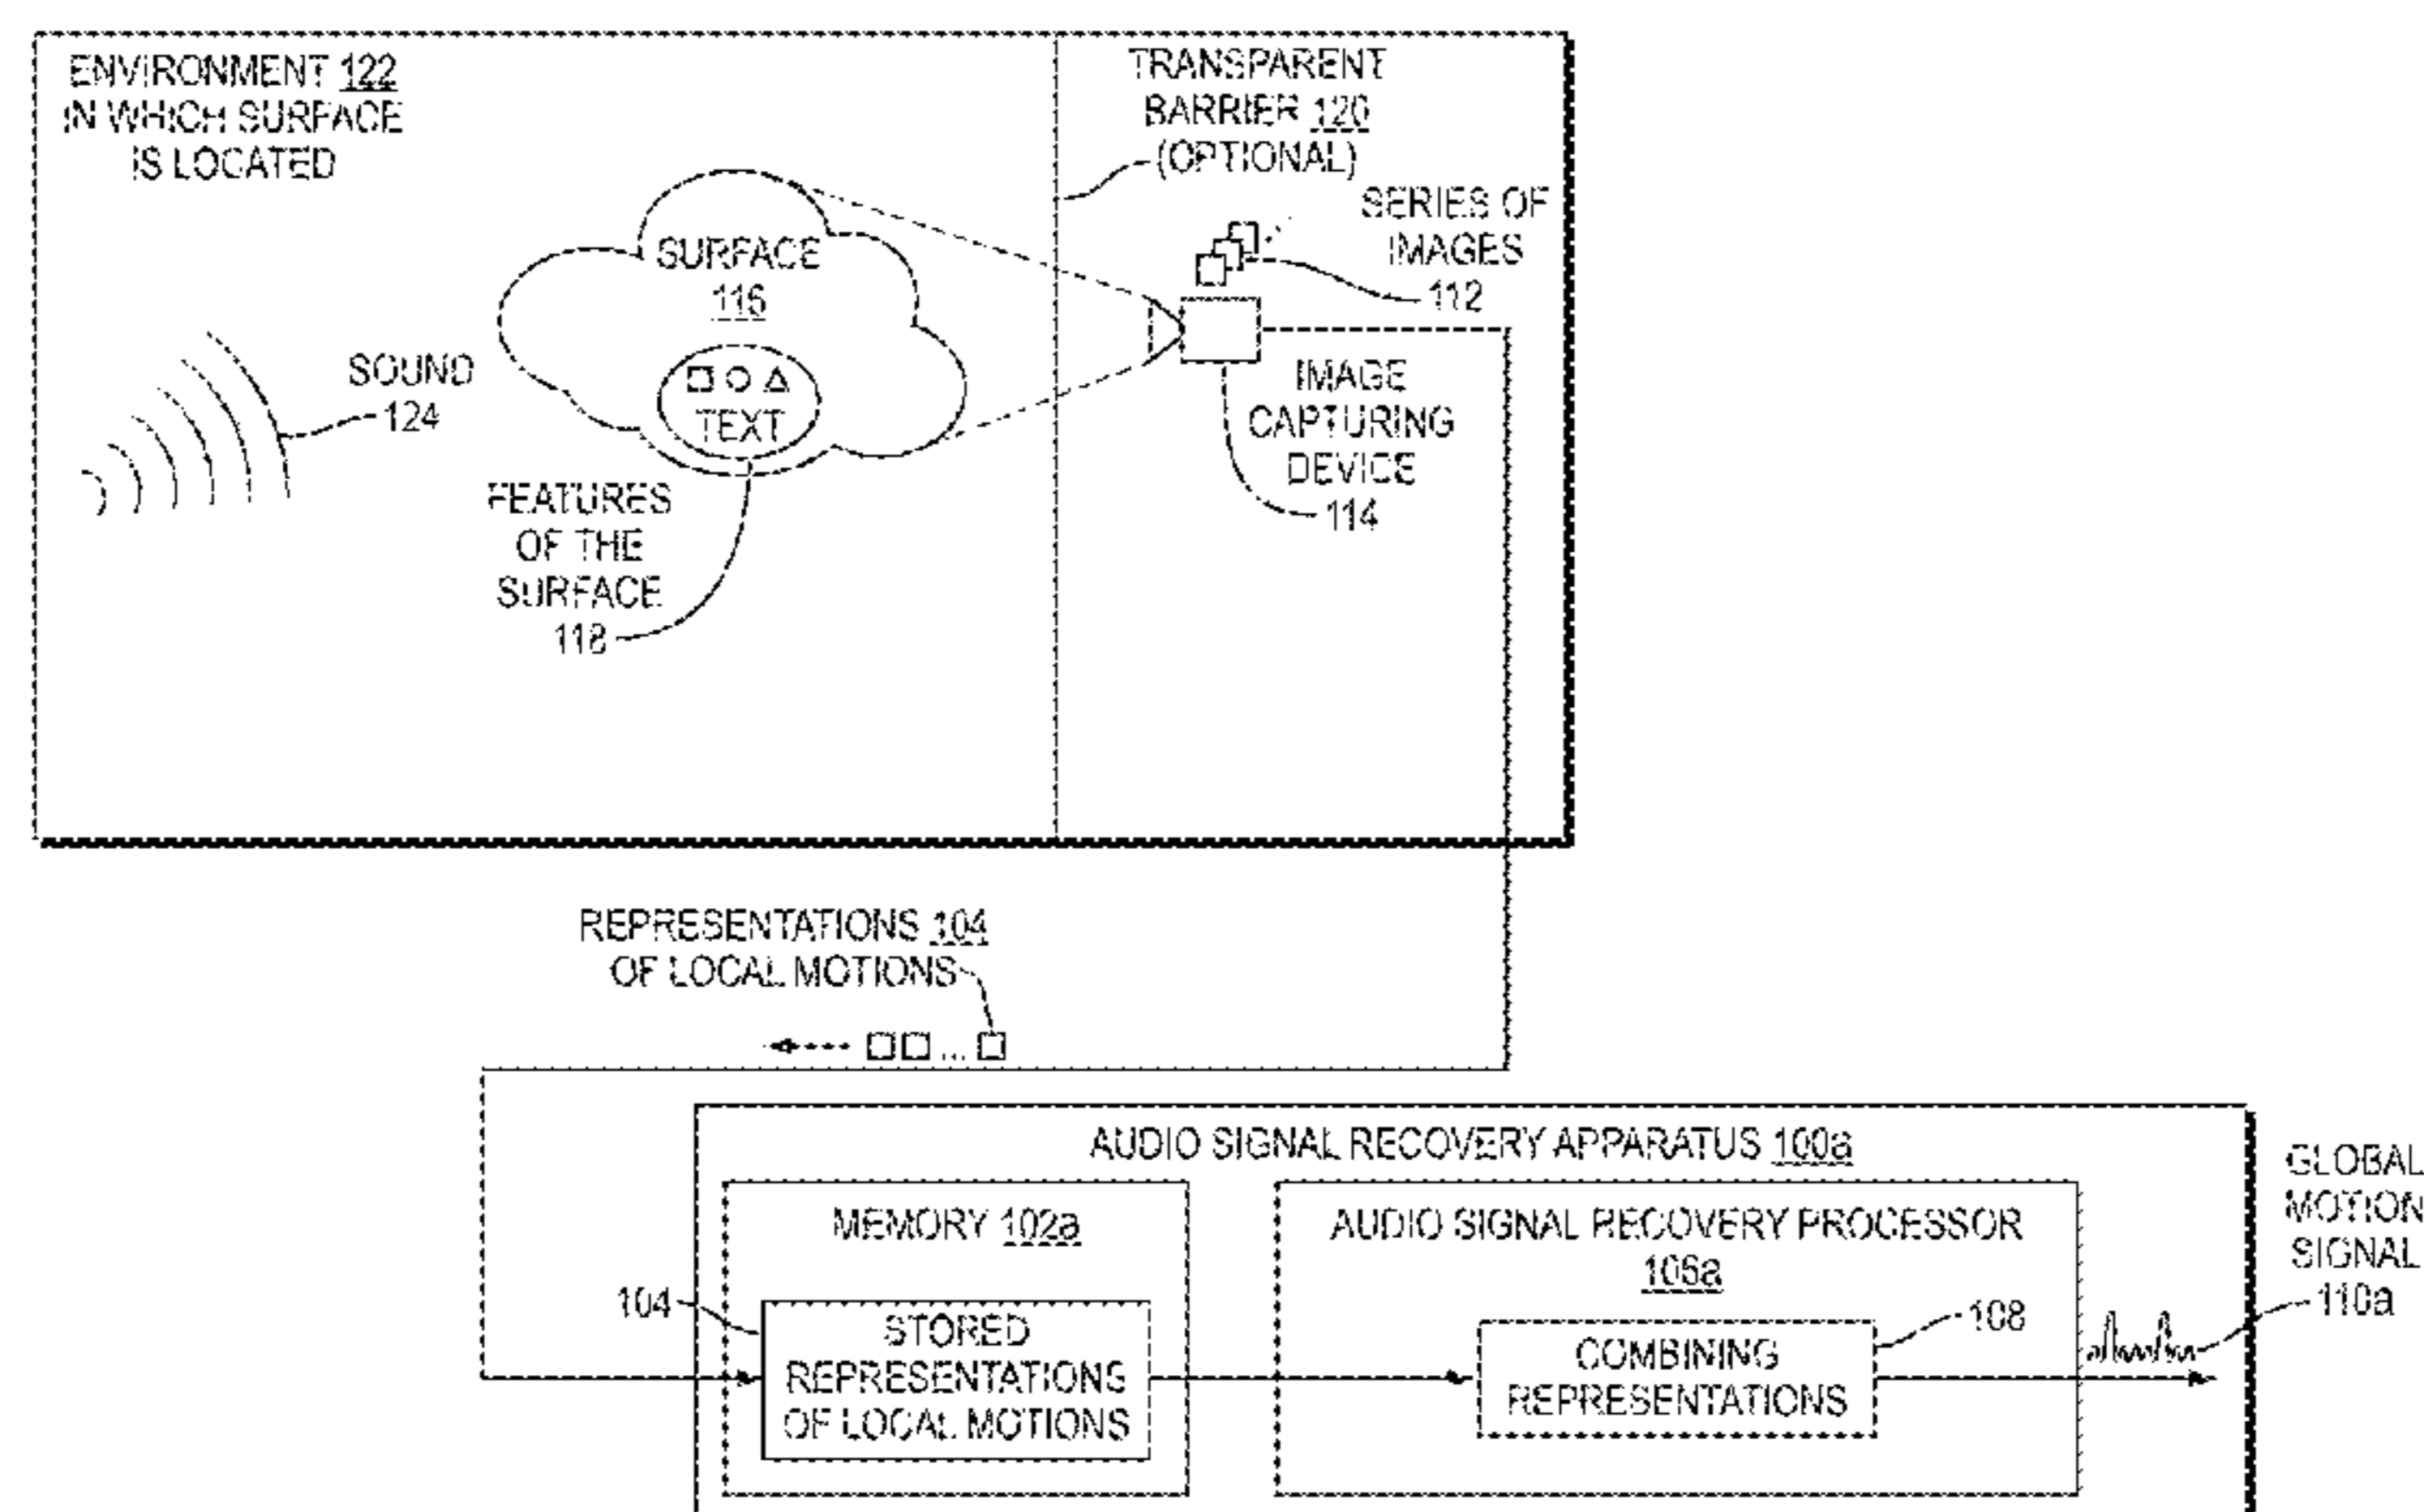 ENVIRONMENT 122
IN WHICH SURFACE
IS LOCATED
TRANSPARENT
BARRIER 120
(OPTIONAL)
SERIES OF
IMAGES
112
SURFACE
116
TEXT
SOUND
124
IMAGE
CAPTURING
DEVICE
114
FEATURES
OF THE
SURFACE
118
REPRESENTATIONS 104
OF LOCAL MOTIONS
...
AUDIO SIGNAL RECOVERY APPARATUS 100a
MEMORY 102a
104
STORED
REPRESENTATIONS
OF LOCAL MOTIONS
AUDIO SIGNAL RECOVERY PROCESSOR
106a
108
COMBINING
REPRESENTATIONS
GLOBAL
MOTION
SIGNAL
110a